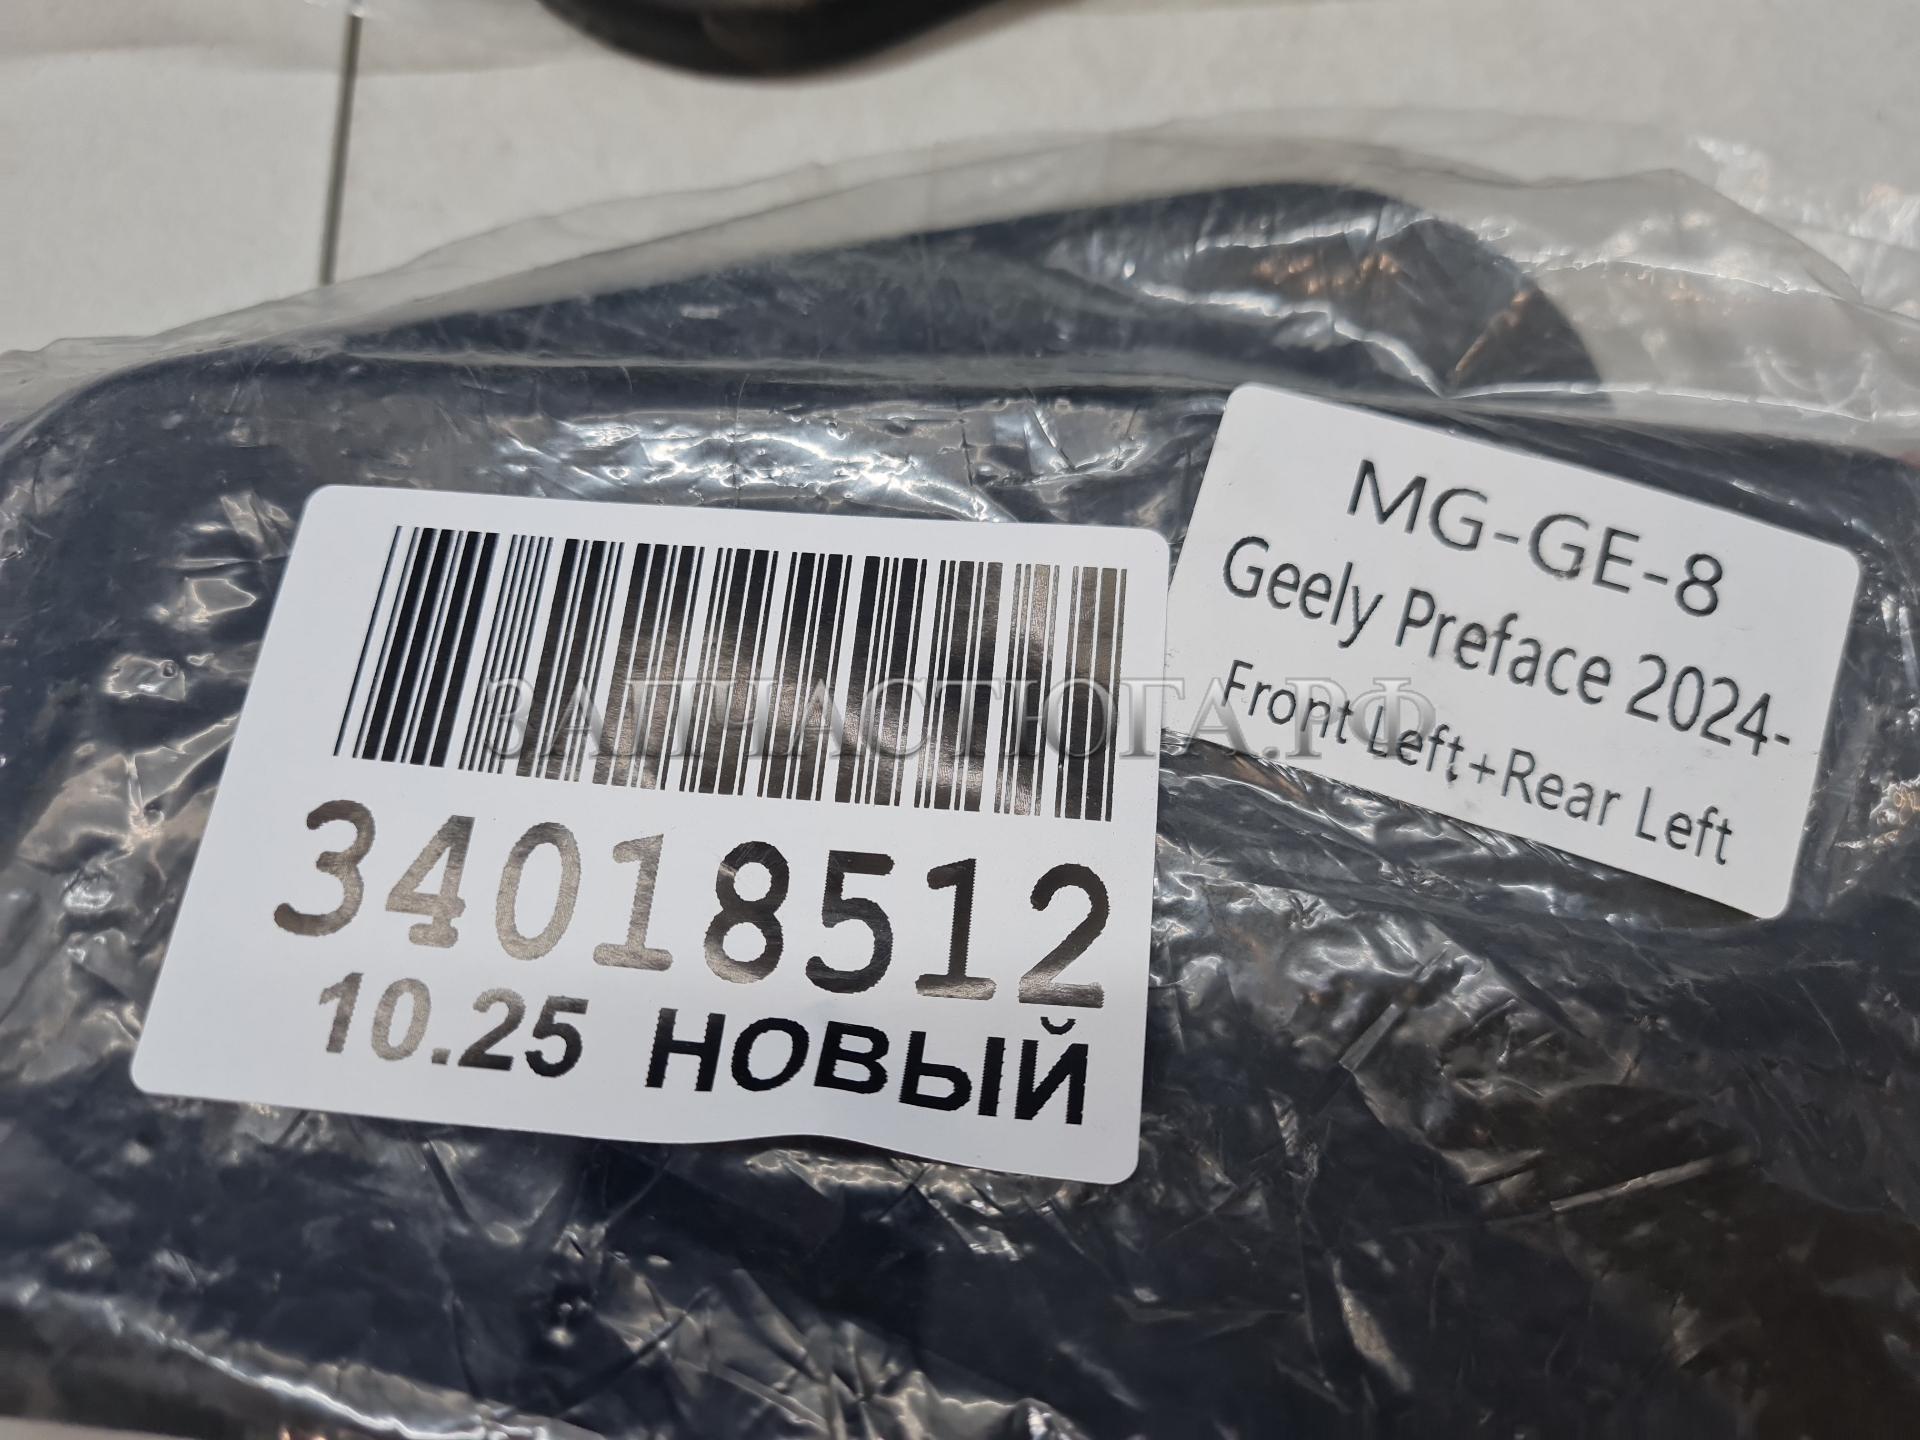 MG-GE-8
Geely Preface 2024-
Front Left+Rear Left
ЗАПЧАСТЮГА.РФ
34018512
10.25 НОВЫЙ